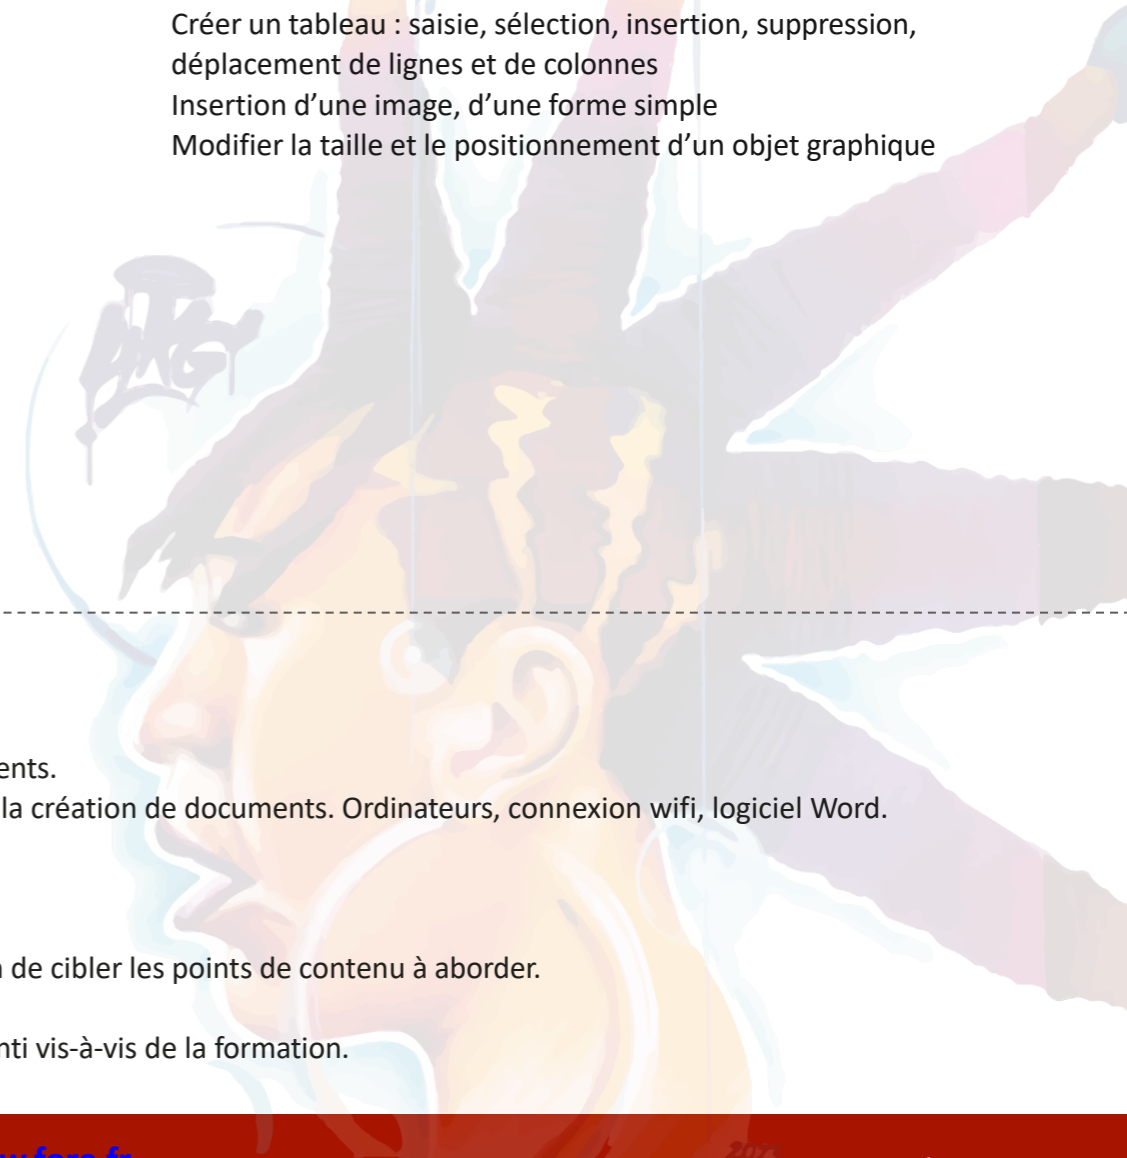 Créer un tableau : saisie, sélection, insertion, suppression,
déplacement de lignes et de colonnes
Insertion d’une image, d’une forme simple
Modifier la taille et le positionnement d’un objet graphique
ents.
la création de documents. Ordinateurs, connexion wifi, logiciel Word.
de cibler les points de contenu à aborder.
nti vis-à-vis de la formation.